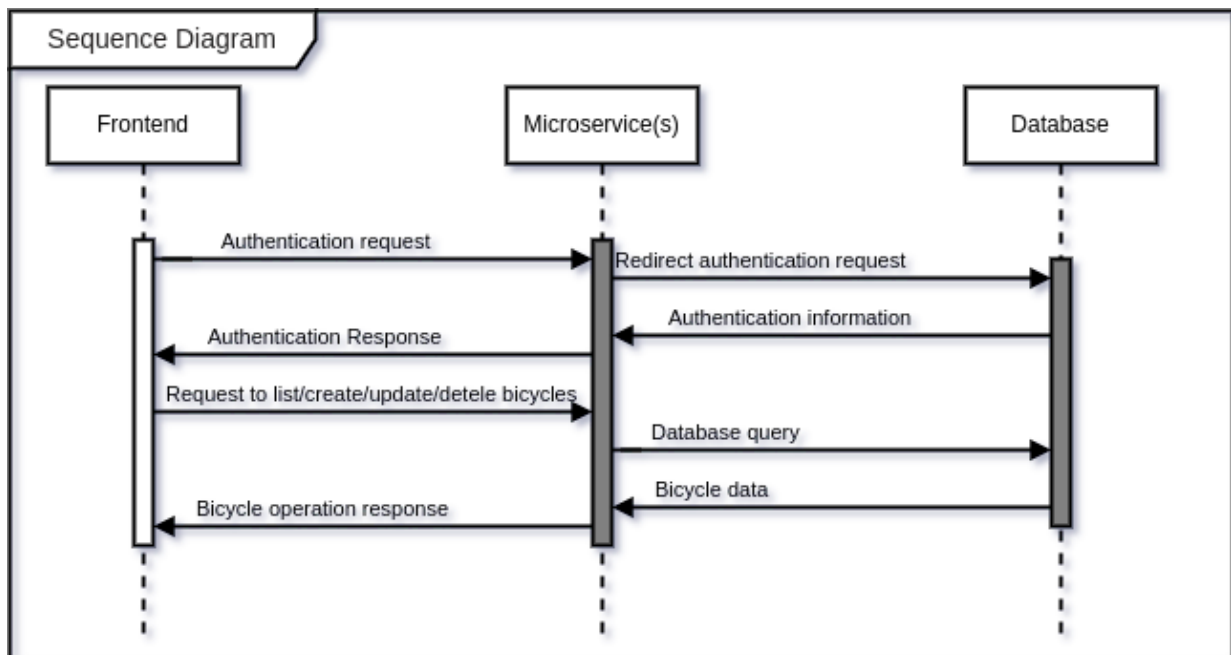 Sequence Diagram
Frontend
Microservice(s)
Database
Authentication request
Redirect authentication request
Authentication information
Authentication Response
Request to list/create/update/detele bicycles
Database query
Bicycle data
Bicycle operation response